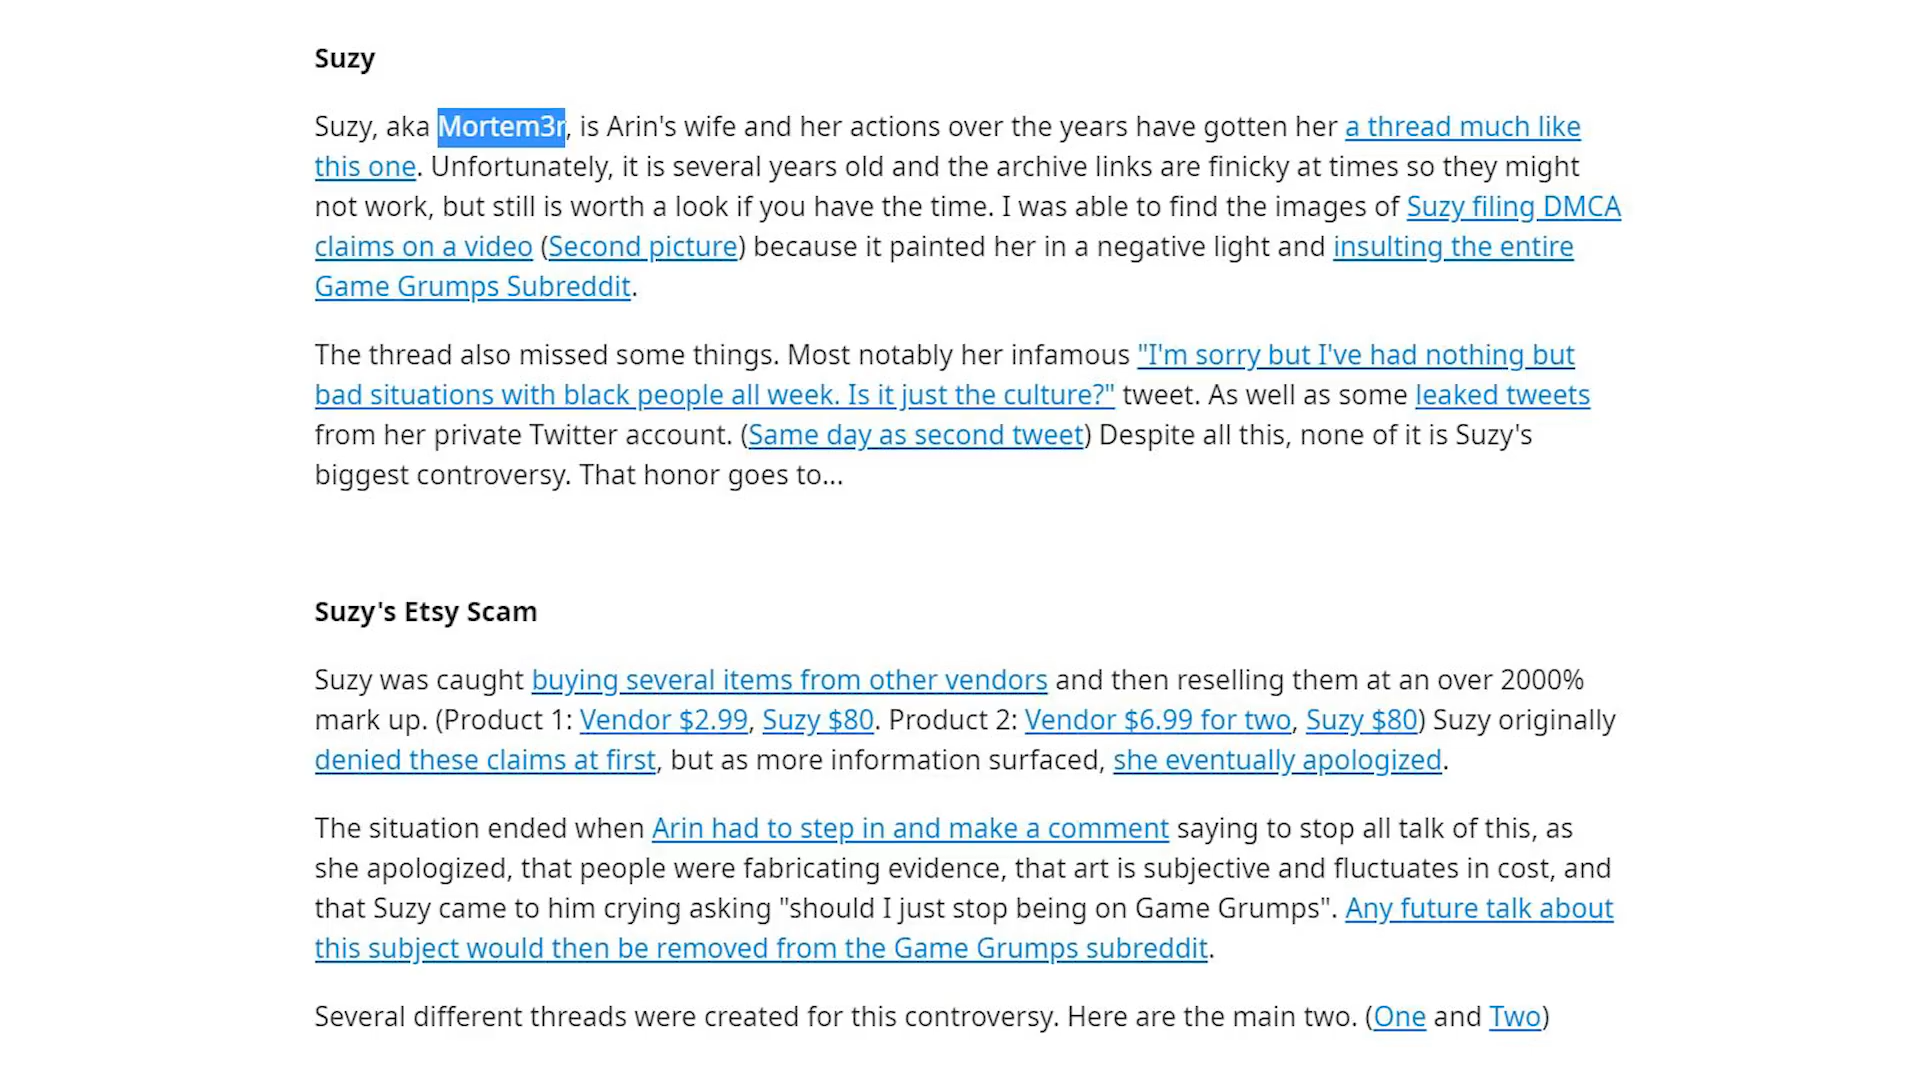 Suzy
Suzy, aka Mortem3r, is Arin's wife and her actions over the years have gotten her a thread much like
this one. Unfortunately, it is several years old and the archive links are finicky at times so they might
not work, but still is worth a look if you have the time. I was able to find the images of Suzy filing DMCA
claims on a video (Second picture) because it painted her in a negative light and insulting the entire
Game Grumps Subreddit.
The thread also missed some things. Most notably her infamous "I'm sorry but I've had nothing but
bad situations with black people all week. Is it just the culture?" tweet. As well as some leaked tweets
from her private Twitter account. (Same day as second tweet) Despite all this, none of it is Suzy's
biggest controversy. That honor goes to...
Suzy's Etsy Scam
Suzy was caught buying several items from other vendors and then reselling them at an over 2000%
mark up. (Product 1: Vendor $2.99, Suzy $80. Product 2: Vendor $6.99 for two, Suzy $80) Suzy originally
denied these claims at first, but as more information surfaced, she eventually apologized.
The situation ended when Arin had to step in and make a comment saying to stop all talk of this, as
she apologized, that people were fabricating evidence, that art is subjective and fluctuates in cost, and
that Suzy came to him crying asking "should I just stop being on Game Grumps". Any future talk about
this subject would then be removed from the Game Grumps subreddit.
Several different threads were created for this controversy. Here are the main two. (One and Two)